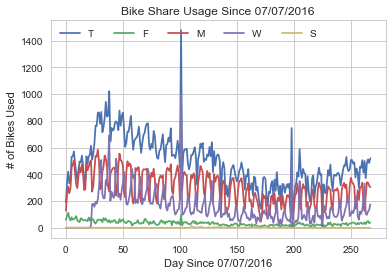 Bike Share Usage Since 07/07/2016
T F M W S
1400
1200
1000
800
600
400
200
0
# of Bikes Used
0 50 100 150 200 250
Day Since 07/07/2016